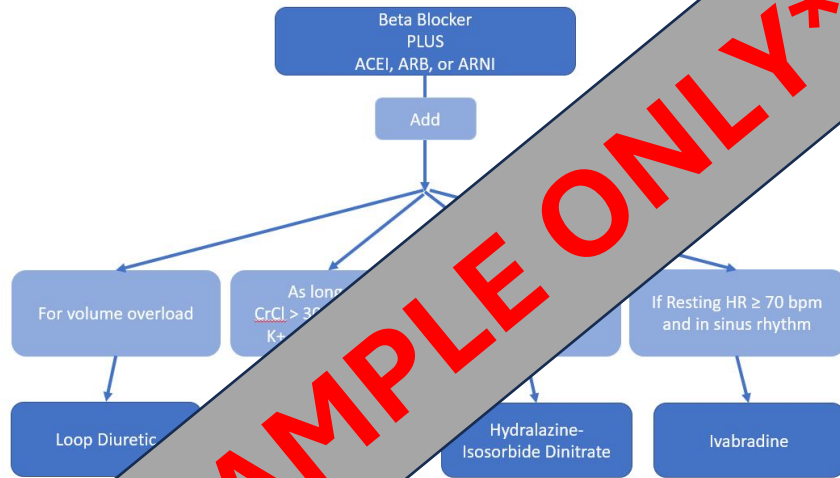 Beta Blocker
PLUS
ACEI, ARB, or ARNI
Add
For volume overload
As long
CrCl > 30
K+
If Resting HR ≥ 70 bpm
and in sinus rhythm
Loop Diuretic
Hydralazine-
Isosorbide Dinitrate
Ivabradine
AMPLE ONLY*